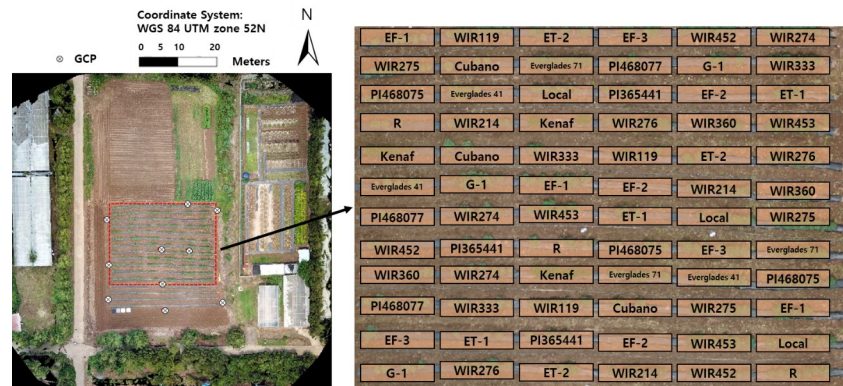 Coordinate System:
WGS 84 UTM zone 52N
N
GCP
0 5 10 20 Meters
EF-1 WIR119 ET-2 EF-3 WIR452 WIR274
WIR275 Cubano Everglades 71 PI468077 G-1 WIR333
PI468075 Everglades 41 Local PI365441 EF-2 ET-1
R WIR214 Kenaf WIR276 WIR360 WIR453
Kenaf Cubano WIR333 WIR119 ET-2 WIR276
Everglades 41 G-1 EF-1 EF-2 WIR214 WIR360
PI468077 WIR274 WIR453 ET-1 Local WIR275
WIR452 PI365441 R PI468075 EF-3 Everglades 71
WIR360 WIR274 Kenaf Everglades 71 Everglades 41 PI468075
PI468077 WIR333 WIR119 Cubano WIR275 EF-1
EF-3 ET-1 PI365441 EF-2 WIR453 Local
G-1 WIR276 ET-2 WIR214 WIR452 R